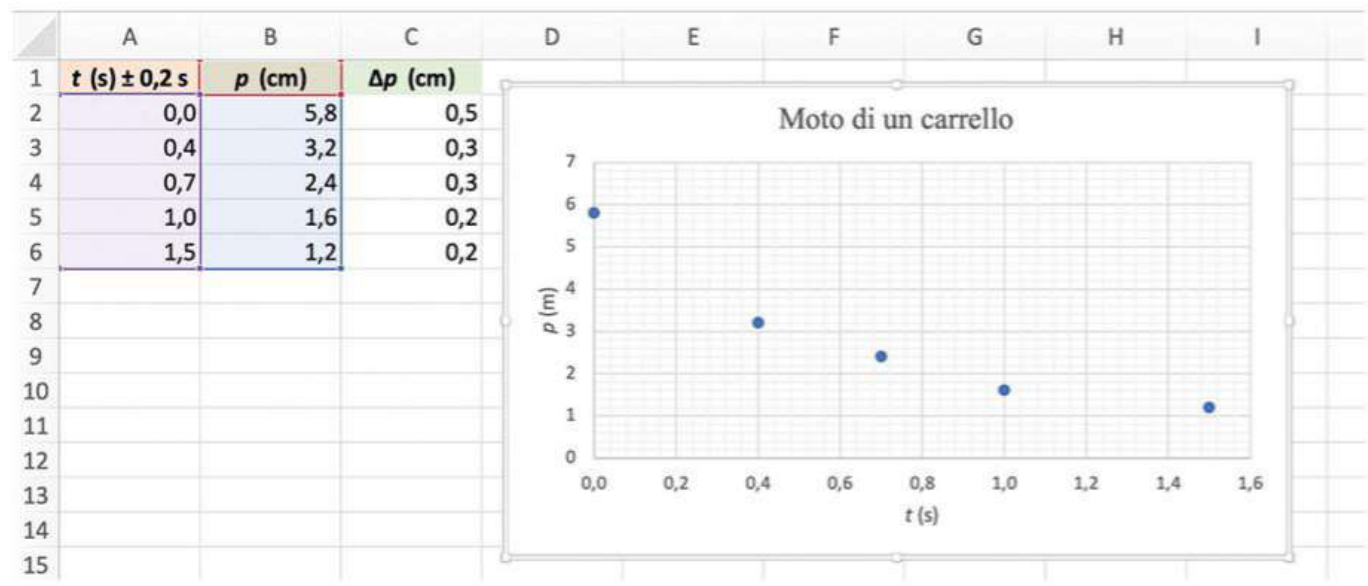 A B C D E F G H I
1 t (s) ± 0,2 s p (cm) Δp (cm)
2 0,0 5,8 0,5
3 0,4 3,2 0,3
4 0,7 2,4 0,3
5 1,0 1,6 0,2
6 1,5 1,2 0,2
7
8
9
10
11
12
13
14
15
Moto di un carrello
7
6
5
4
3
2
1
0
p (m)
0,0 0,2 0,4 0,6 0,8 1,0 1,2 1,4 1,6
t (s)